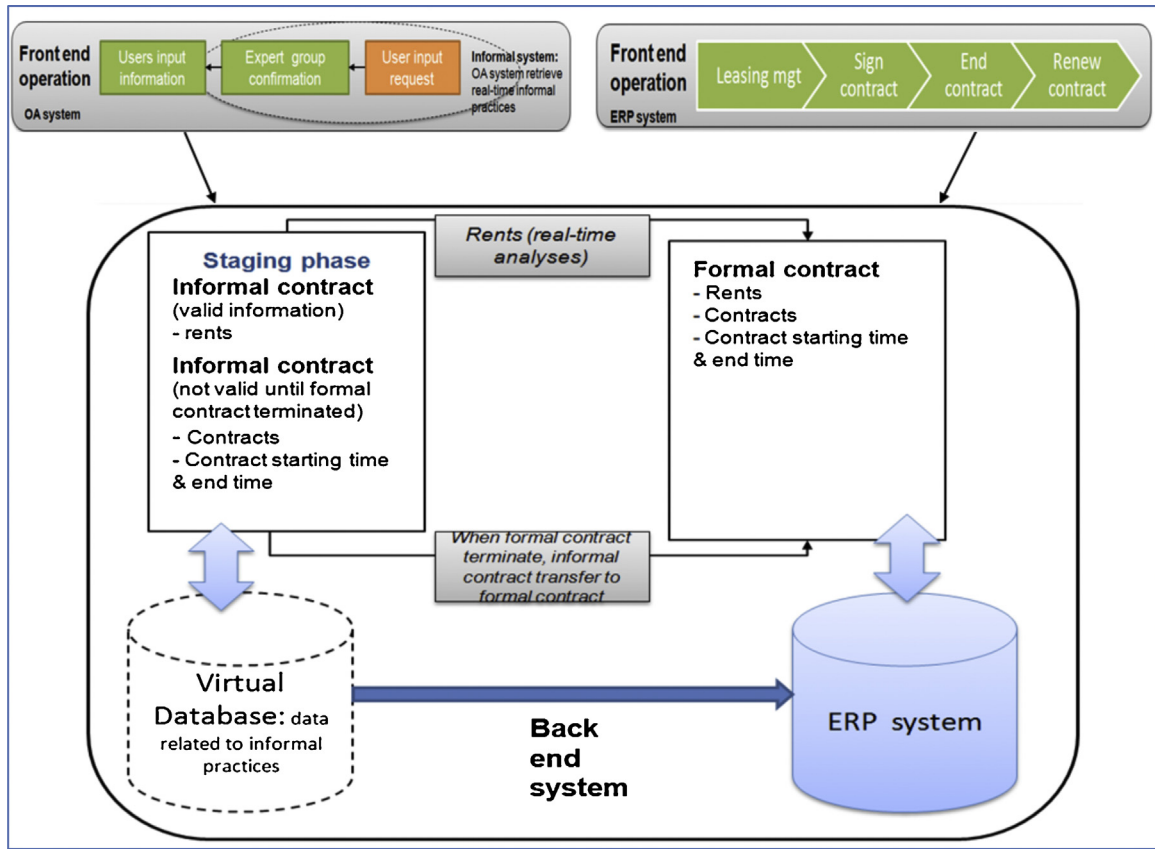 Front end
operation
OA system
Users input
information
Expert group
confirmation
User input
request
Informal system:
OA system retrieve
real-time informal
practices
Front end
operation
ERP system
Leasing mgt
Sign
contract
End
contract
Renew
contract
Staging phase
Informal contract
(valid information)
- rents
Informal contract
(not valid until formal
contract terminated)
- Contracts
- Contract starting time
& end time
Rents (real-time
analyses)
Formal contract
- Rents
- Contracts
- Contract starting time
& end time
When formal contract
terminate, informal
contract transfer to
formal contract
Virtual
Database: data
related to informal
practices
Back
end
system
ERP system